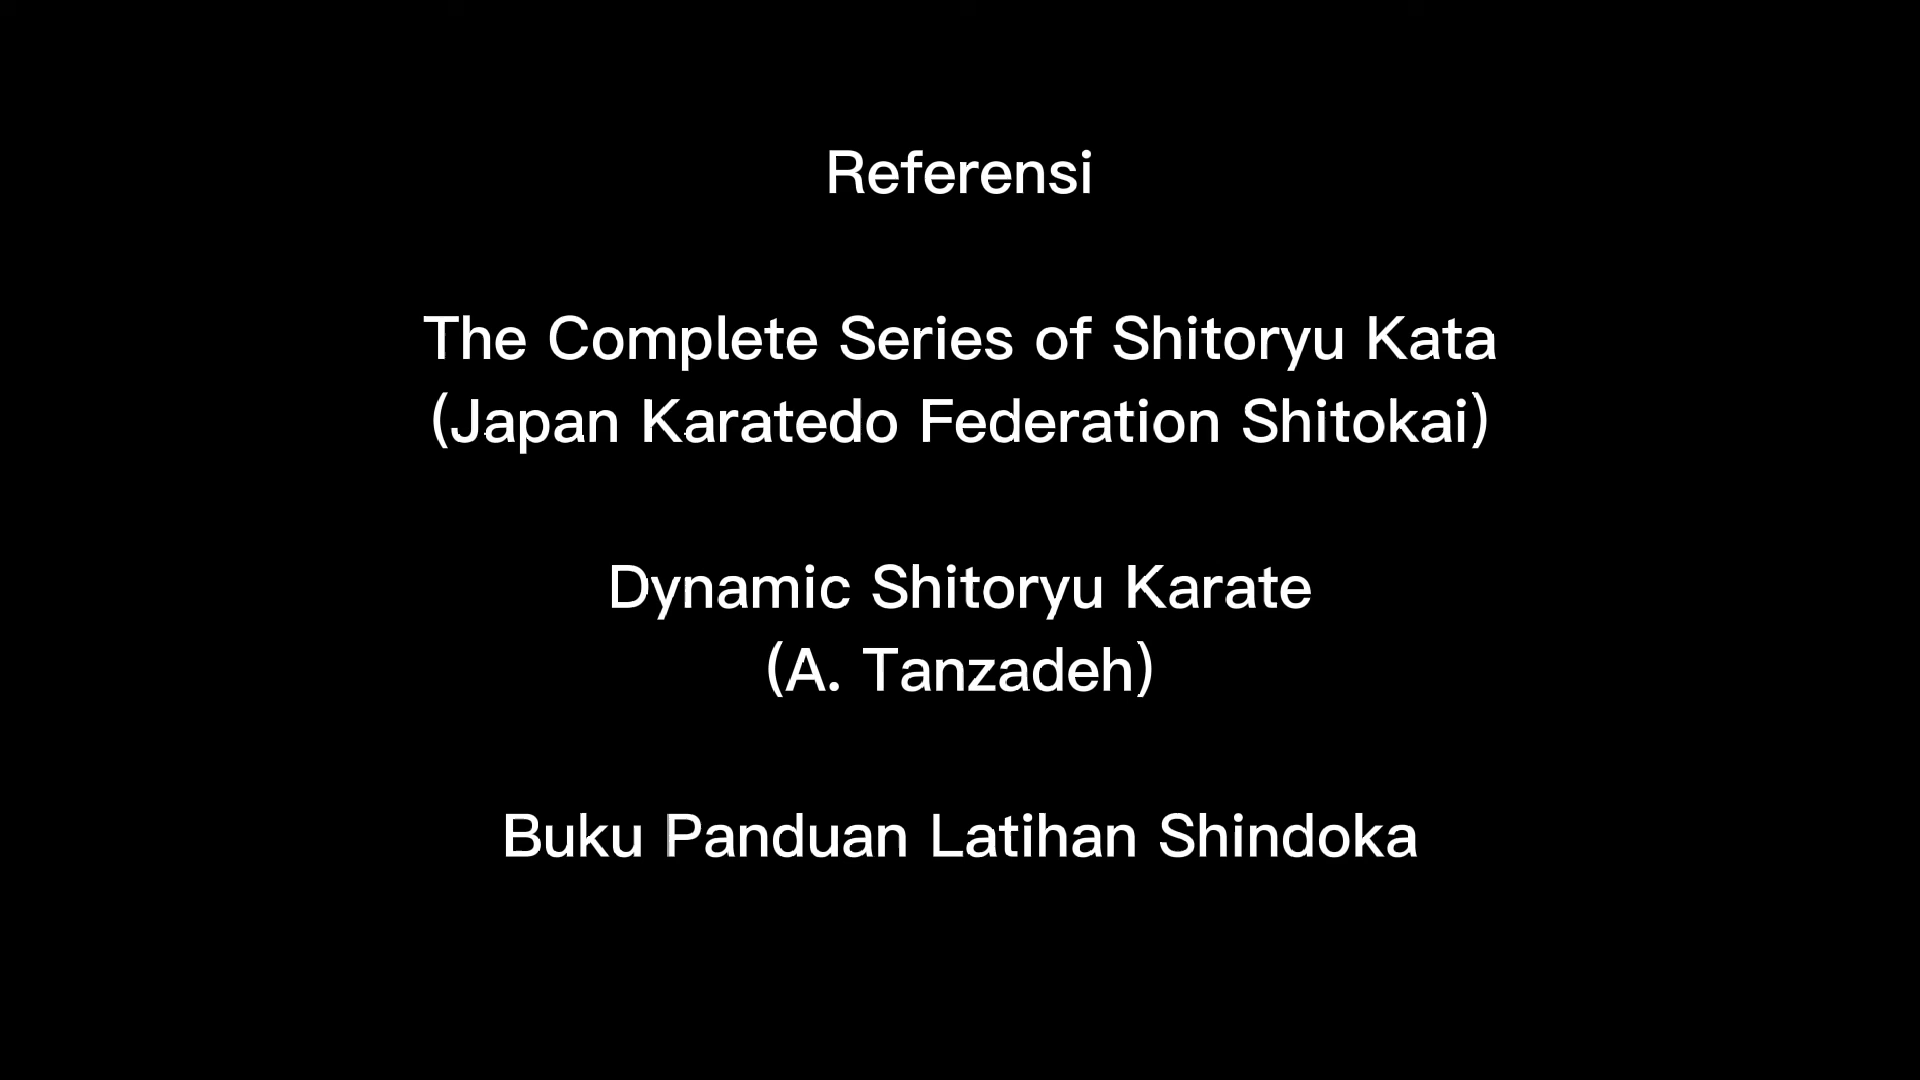 Referensi
The Complete Series of Shitoryu Kata
(Japan Karatedo Federation Shitokai)
Dynamic Shitoryu Karate
(A. Tanzadeh)
Buku Panduan Latihan Shindoka